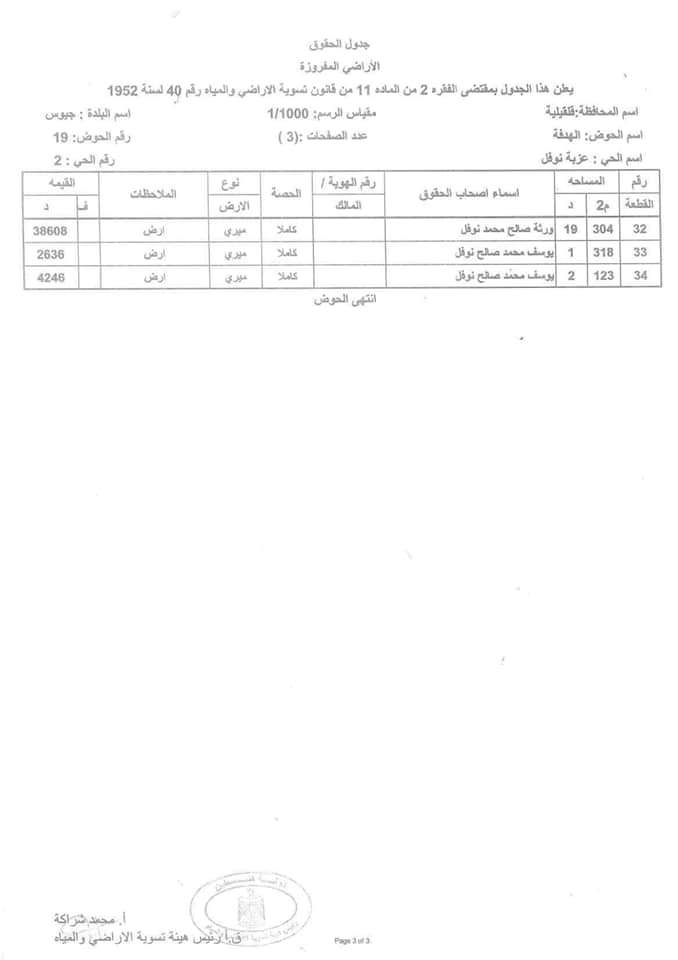 جدول الحقوق
الأراضي المفروزة
يعلن هذا الجدول بمقتضى الفقره 2 من الماده 11 من قانون تسوية الاراضي والمياه رقم 40 لسنة 1952
اسم المحافظة:قلقيلية مقياس الرسم: 1/1000 اسم البلدة : جيوس
اسم الحوض: الهدفة عدد الصفحات :( 3 ) رقم الحوض: 19
اسم الحي : عزبة نوفل رقم الحي : 2
رقم القطعة المساحه م2 د اسماء اصحاب الحقوق رقم الهوية / المالك الحصة نوع الارض الملاحظات القيمه ف د
32 304 19 ورثة صالح محمد نوفل كاملا ميري ارض 38608
33 318 1 يوسف محمد صالح نوفل كاملا ميري ارض 2636
34 123 2 يوسف محمد صالح نوفل كاملا ميري ارض 4246
انتهى الحوض
دولة فلسطين
أ. محمد شراكة
ق.أ رئيس هيئة تسوية الاراضي والمياه
Page 3 of 3